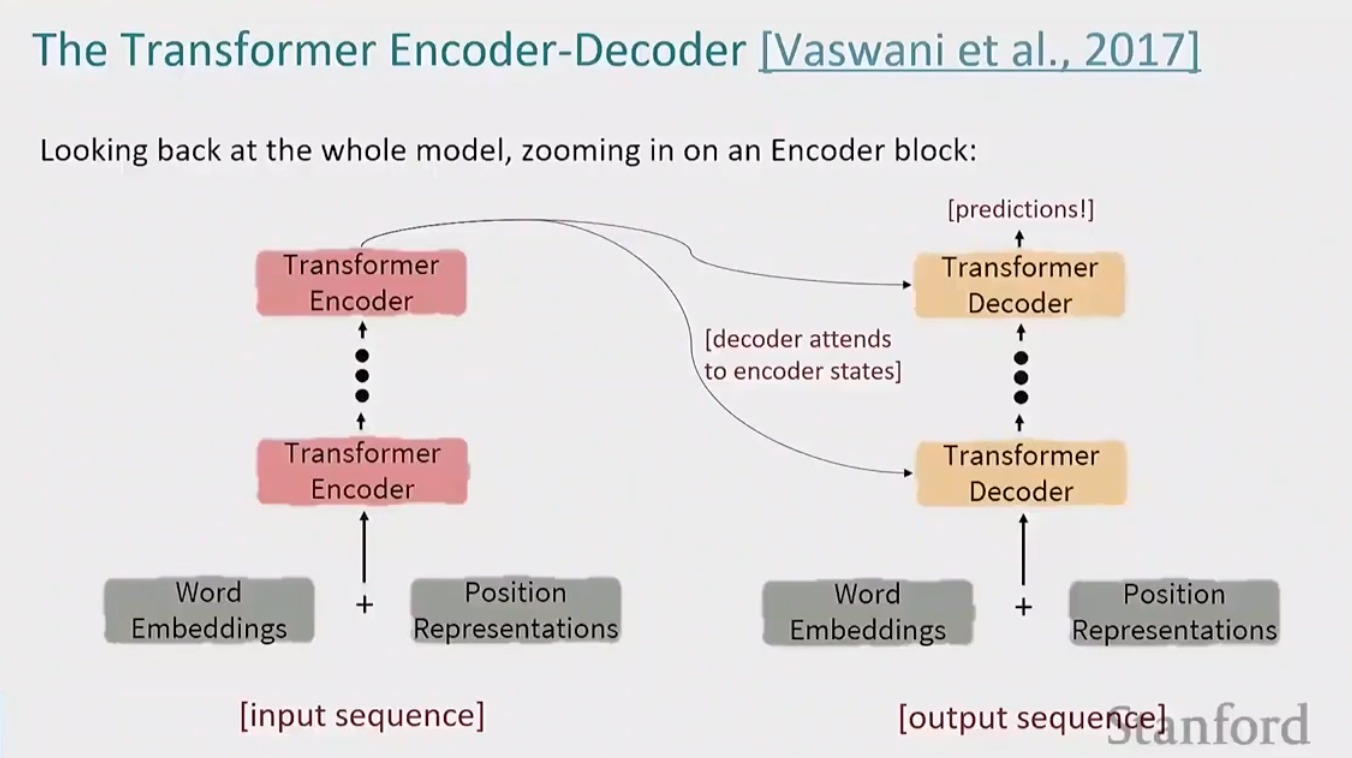 The Transformer Encoder-Decoder [Vaswani et al., 2017]
Looking back at the whole model, zooming in on an Encoder block:
[predictions!]
Transformer
Encoder
Transformer
Decoder
[decoder attends
to encoder states]
Transformer
Encoder
Transformer
Decoder
Word
Embeddings
+
Position
Representations
Word
Embeddings
+
Position
Representations
[input sequence]
[output sequence]
Stanford